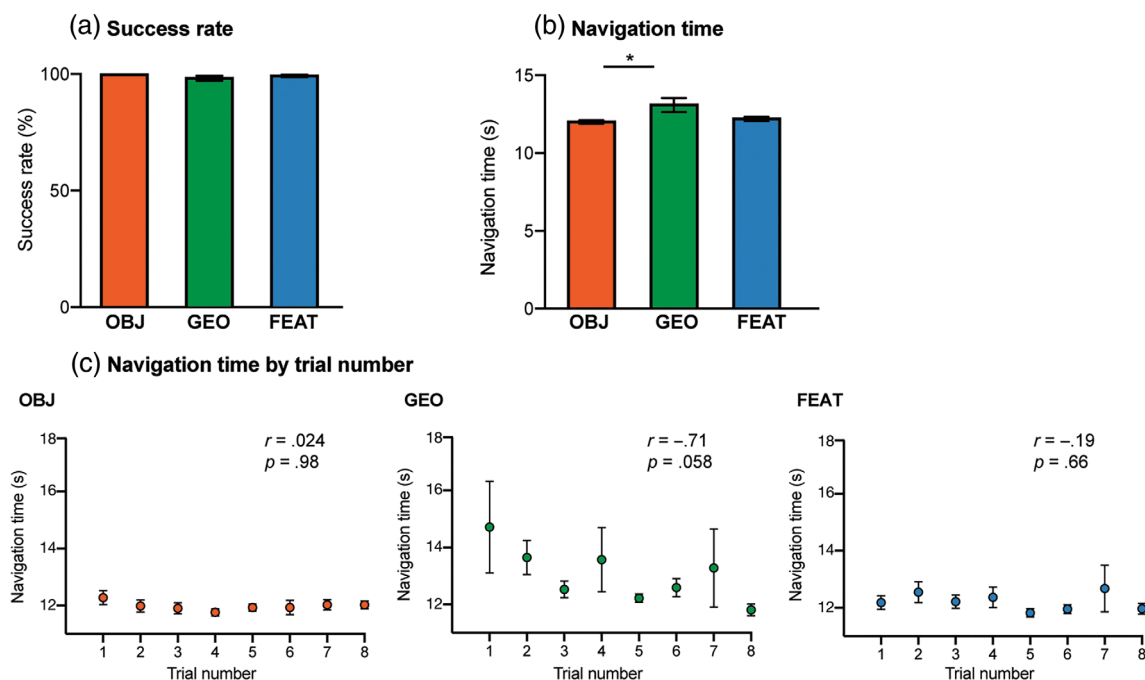 (a) Success rate
Success rate (%)
100
50
0
OBJ GEO FEAT
(b) Navigation time
Navigation time (s)
*
15
10
5
0
OBJ GEO FEAT
(c) Navigation time by trial number
OBJ
Navigation time (s)
18
16
14
12
r = .024
p = .98
1 2 3 4 5 6 7 8
Trial number
GEO
Navigation time (s)
18
16
14
12
r = –.71
p = .058
1 2 3 4 5 6 7 8
Trial number
FEAT
Navigation time (s)
18
16
14
12
r = –.19
p = .66
1 2 3 4 5 6 7 8
Trial number